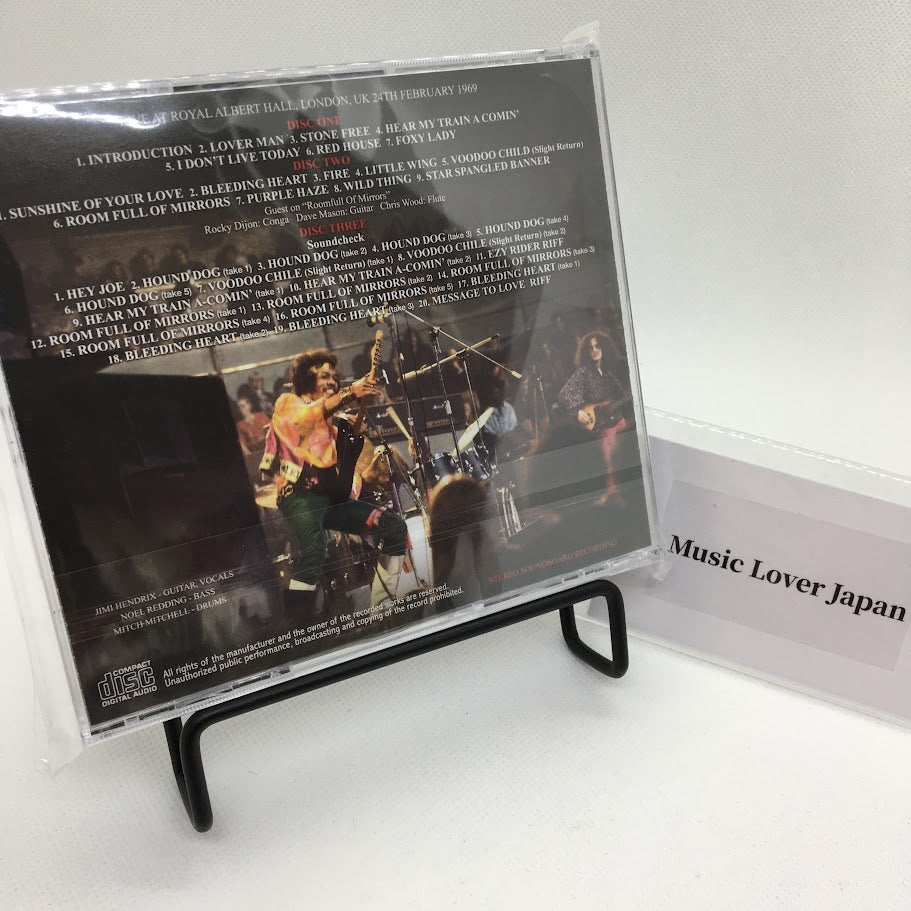 AT ROYAL ALBERT HALL, LONDON, UK 24TH FEBRUARY 1969
DISC ONE
1. INTRODUCTION 2. LOVER MAN 3. STONE FREE 4. HEAR MY TRAIN A COMIN'
5. I DON'T LIVE TODAY 6. RED HOUSE 7. FOXY LADY
DISC TWO
1. SUNSHINE OF YOUR LOVE 2. BLEEDING HEART 3. FIRE 4. LITTLE WING 5. VOODOO CHILD (Slight Return)
6. ROOM FULL OF MIRRORS 7. PURPLE HAZE 8. WILD THING 9. STAR SPANGLED BANNER
Guest on "Roomfull Of Mirrors"
Rocky Dijon: Conga Dave Mason: Guitar Chris Wood: Flute
DISC THREE
Soundcheck
1. HEY JOE 2. HOUND DOG (take 1) 3. HOUND DOG (take 2) 4. HOUND DOG (take 3) 5. HOUND DOG (take 4)
6. HOUND DOG (take 5) 7. VOODOO CHILE (Slight Return) (take 1) 8. VOODOO CHILE (Slight Return) (take 2)
9. HEAR MY TRAIN A-COMIN' (take 1) 10. HEAR MY TRAIN A-COMIN' (take 2) 11. EZY RIDER RIFF
12. ROOM FULL OF MIRRORS (take 1) 13. ROOM FULL OF MIRRORS (take 2) 14. ROOM FULL OF MIRRORS (take 3)
15. ROOM FULL OF MIRRORS (take 4) 16. ROOM FULL OF MIRRORS (take 5) 17. BLEEDING HEART (take 1)
18. BLEEDING HEART (take 2) 19. BLEEDING HEART (take 3) 20. MESSAGE TO LOVE RIFF
JIMI HENDRIX - GUITAR, VOCALS
NOEL REDDING - BASS
MITCH MITCHELL - DRUMS
STEREO SOUNDBOARD RECORDING
COMPACT
disc
DIGITAL AUDIO
All rights of the manufacturer and the owner of the recorded works are reserved.
Unauthorized public performance, broadcasting and copying of the record prohibited.
Music Lover Japan